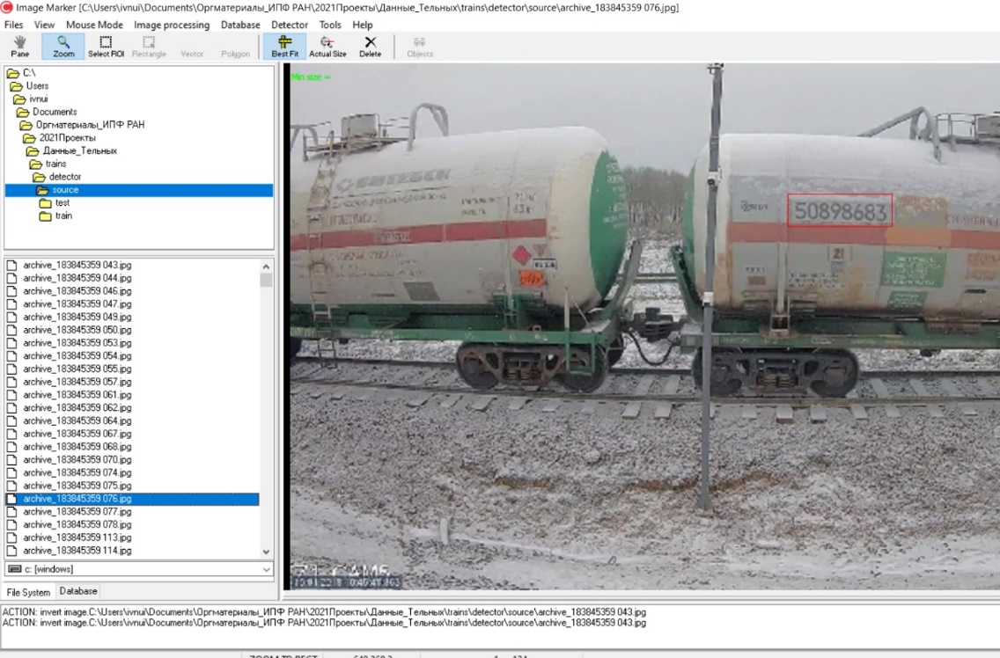 Image Marker [C:\Users\ivnui\Documents\Оргматериалы_ИПФ РАН\2021Проекты\Данные_Тельных\trains\detector\source\archive_183845359 076.jpg]
Files View Mouse Mode Image processing Database Detector Tools Help
Pane Zoom Select ROI Rectangle Vector Polygon Best Fit Actual Size Delete Objects
C:\
Users
ivnui
Documents
Оргматериалы_ИПФ РАН
2021Проекты
Данные_Тельных
trains
detector
source
test
train
archive_183845359 043.jpg
archive_183845359 044.jpg
archive_183845359 046.jpg
archive_183845359 047.jpg
archive_183845359 049.jpg
archive_183845359 050.jpg
archive_183845359 053.jpg
archive_183845359 054.jpg
archive_183845359 055.jpg
archive_183845359 057.jpg
archive_183845359 061.jpg
archive_183845359 062.jpg
archive_183845359 064.jpg
archive_183845359 067.jpg
archive_183845359 068.jpg
archive_183845359 070.jpg
archive_183845359 074.jpg
archive_183845359 075.jpg
archive_183845359 076.jpg
archive_183845359 077.jpg
archive_183845359 078.jpg
archive_183845359 113.jpg
archive_183845359 114.jpg
c: [windows]
File System Database
Min size =
50898683
21
ACTION: invert image.C:\Users\ivnui\Documents\Оргматериалы_ИПФ РАН\2021Проекты\Данные_Тельных\trains\detector\source\archive_183845359 043.jpg
ACTION: invert image.C:\Users\ivnui\Documents\Оргматериалы_ИПФ РАН\2021Проекты\Данные_Тельных\trains\detector\source\archive_183845359 043.jpg